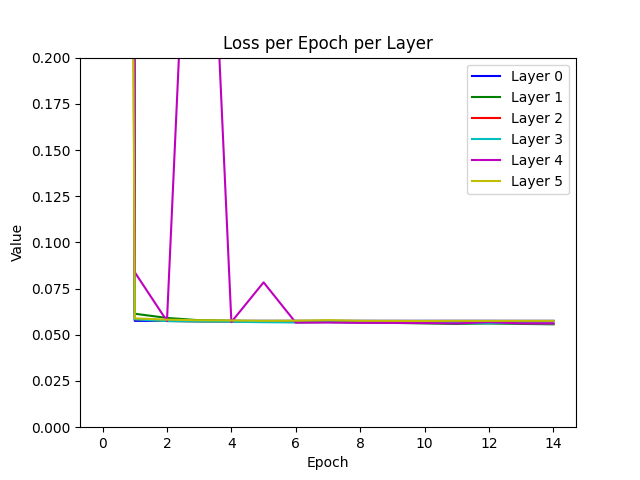 Loss per Epoch per Layer
0.200
0.175
0.150
0.125
0.100
0.075
0.050
0.025
0.000
Value
Layer 0
Layer 1
Layer 2
Layer 3
Layer 4
Layer 5
0 2 4 6 8 10 12 14
Epoch